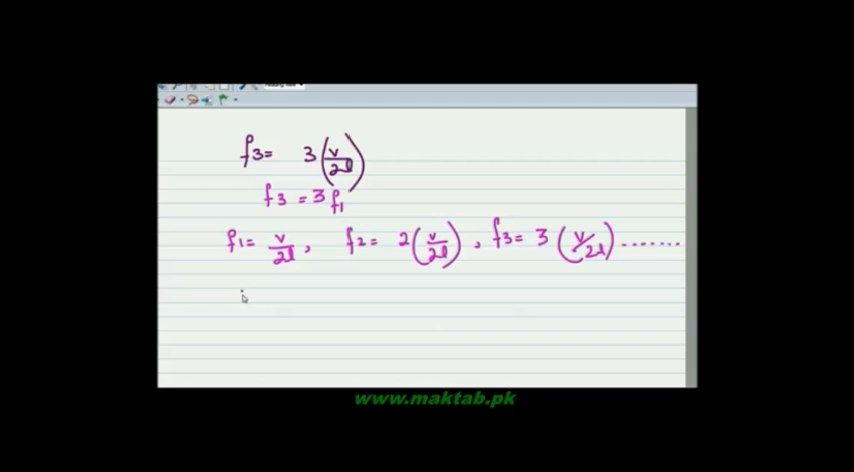 f3 = 3(v/2l)
f3 = 3f1
f1 = v/2l, f2 = 2(v/2l), f3 = 3(v/2l).......
www.maktab.pk